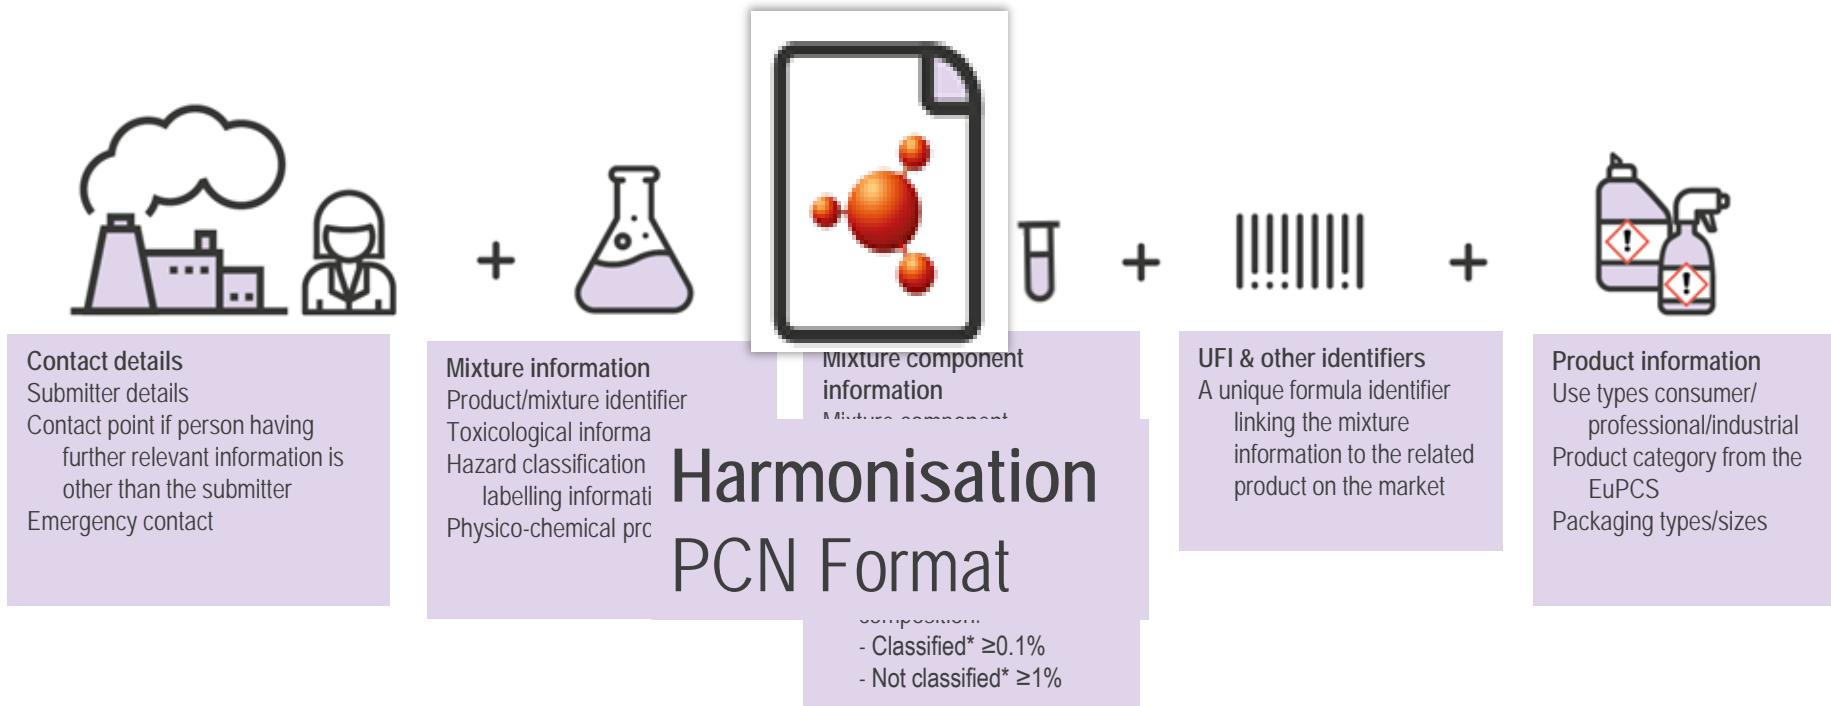 Contact details
Submitter details
Contact point if person having
further relevant information is
other than the submitter
Emergency contact
Mixture information
Product/mixture identifier
Toxicological informa
Hazard classification
labelling informati
Physico-chemical pro
Mixture component
information
Mixture component
Harmonisation
PCN Format
composition:
- Classified* ≥0.1%
- Not classified* ≥1%
UFI & other identifiers
A unique formula identifier
linking the mixture
information to the related
product on the market
Product information
Use types consumer/
professional/industrial
Product category from the
EuPCS
Packaging types/sizes